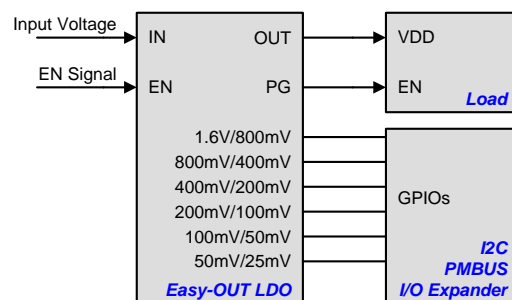 Input Voltage
IN
OUT
VDD
EN Signal
EN
PG
EN
Load
1.6V/800mV
800mV/400mV
400mV/200mV
GPIOs
200mV/100mV
100mV/50mV
I2C
50mV/25mV
PMBUS
Easy-OUT LDO
I/O Expander